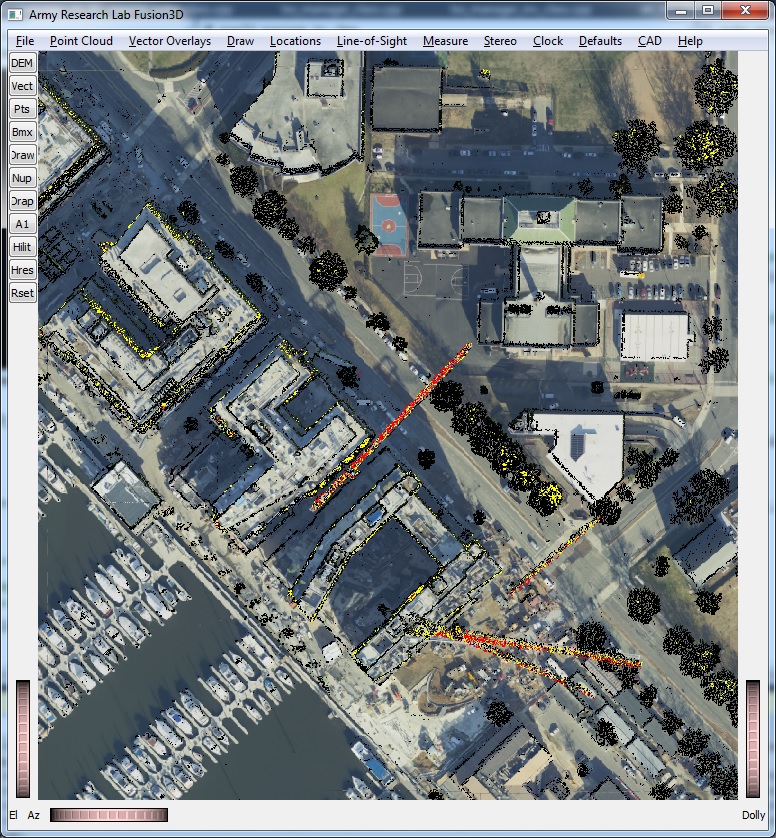 Army Research Lab Fusion3D
File Point Cloud Vector Overlays Draw Locations Line-of-Sight Measure Stereo Clock Defaults CAD Help
DEM
Vect
Pts
Bmx
Draw
Nup
Drap
A1
Hilit
Hres
Rset
El Az Dolly